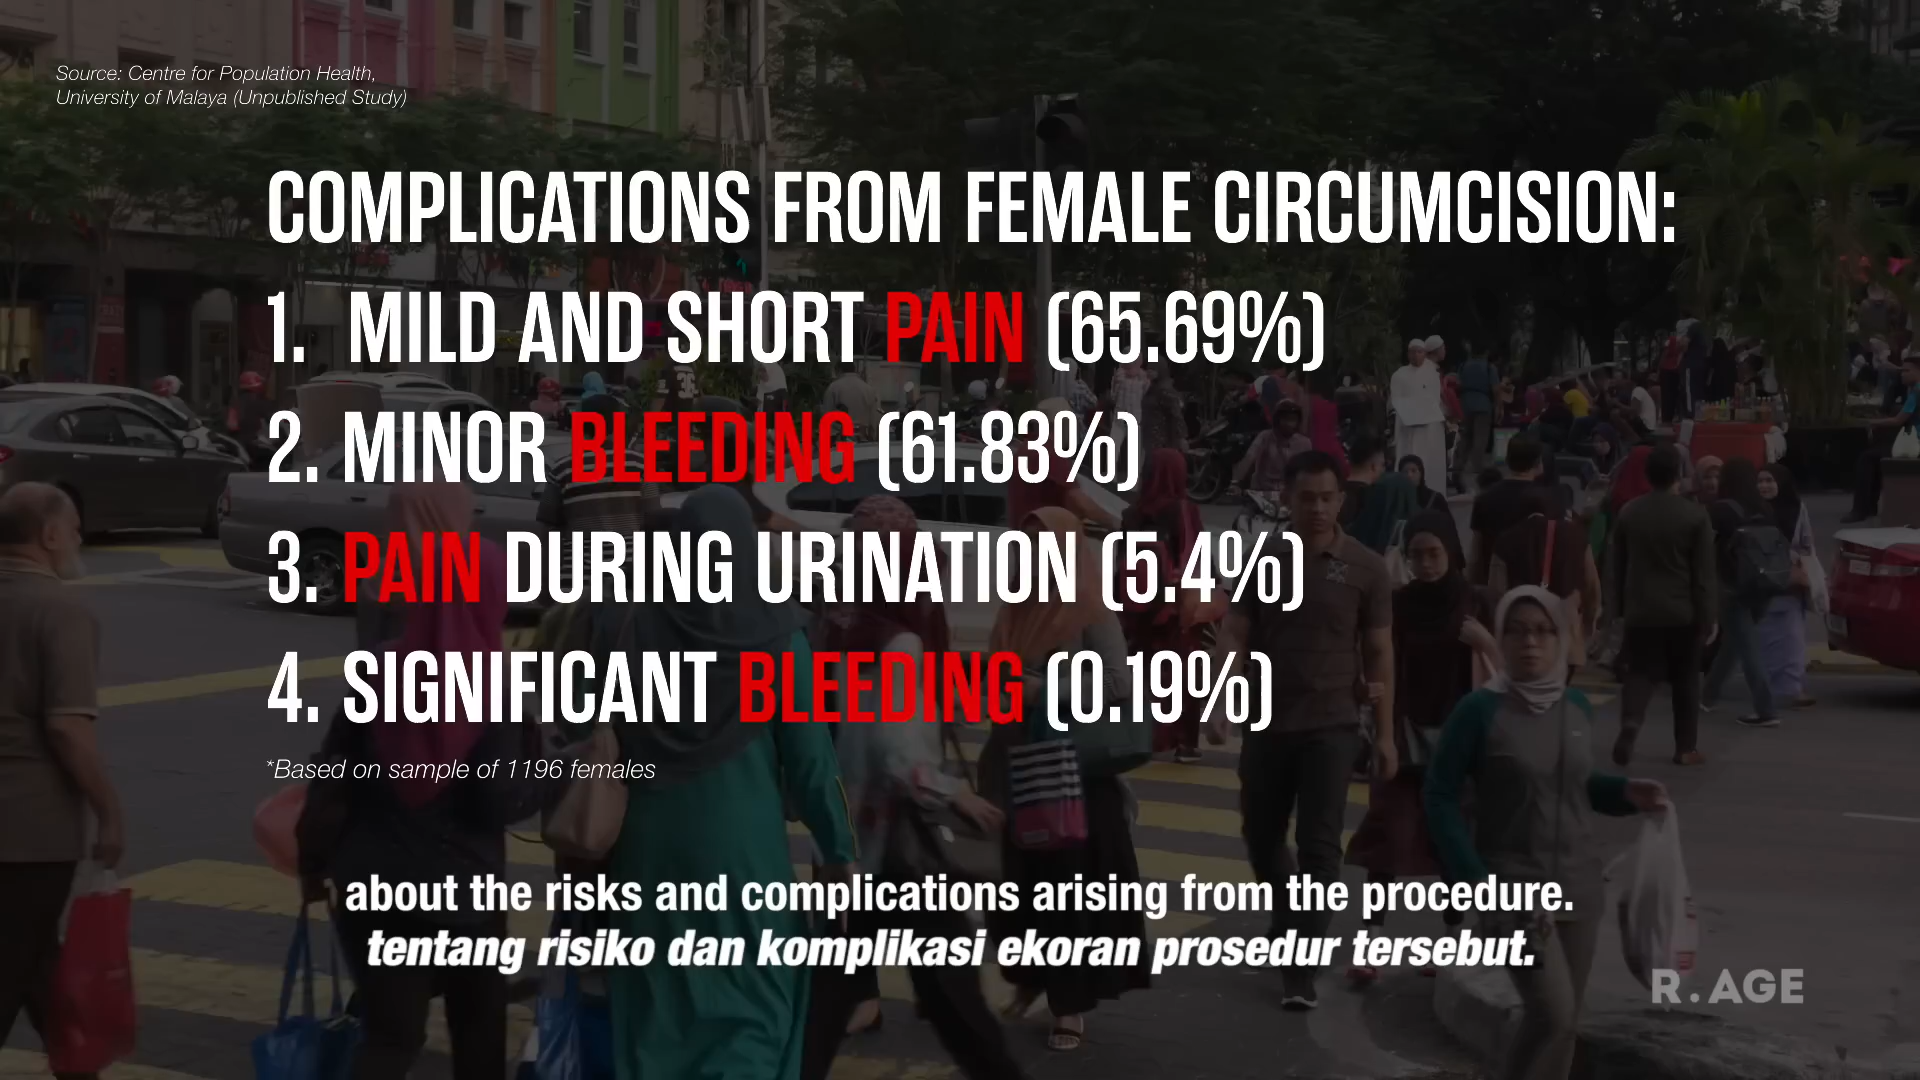 Source: Centre for Population Health,
University of Malaya (Unpublished Study)
COMPLICATIONS FROM FEMALE CIRCUMCISION:
1. MILD AND SHORT PAIN (65.69%)
2. MINOR BLEEDING (61.83%)
3. PAIN DURING URINATION (5.4%)
4. SIGNIFICANT BLEEDING (0.19%)
*Based on sample of 1196 females
about the risks and complications arising from the procedure.
tentang risiko dan komplikasi ekoran prosedur tersebut.
R.AGE